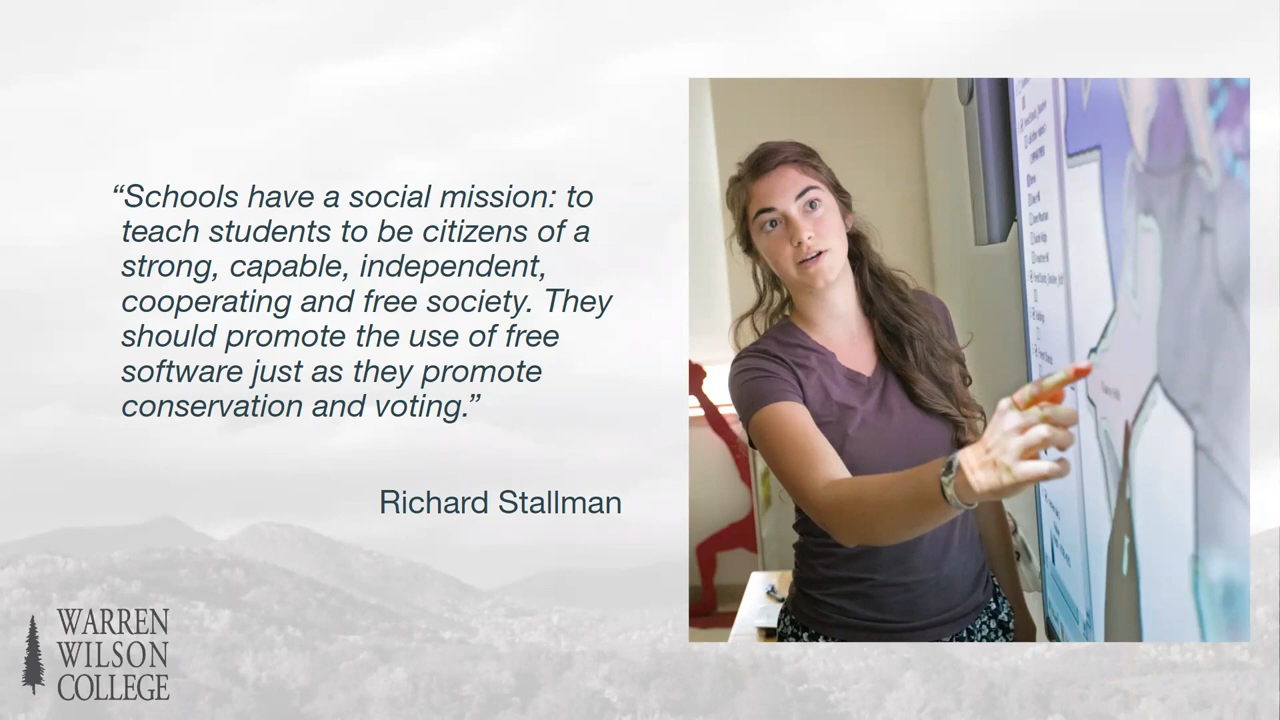 “Schools have a social mission: to
teach students to be citizens of a
strong, capable, independent,
cooperating and free society. They
should promote the use of free
software just as they promote
conservation and voting.”
Richard Stallman
WARREN
WILSON
COLLEGE